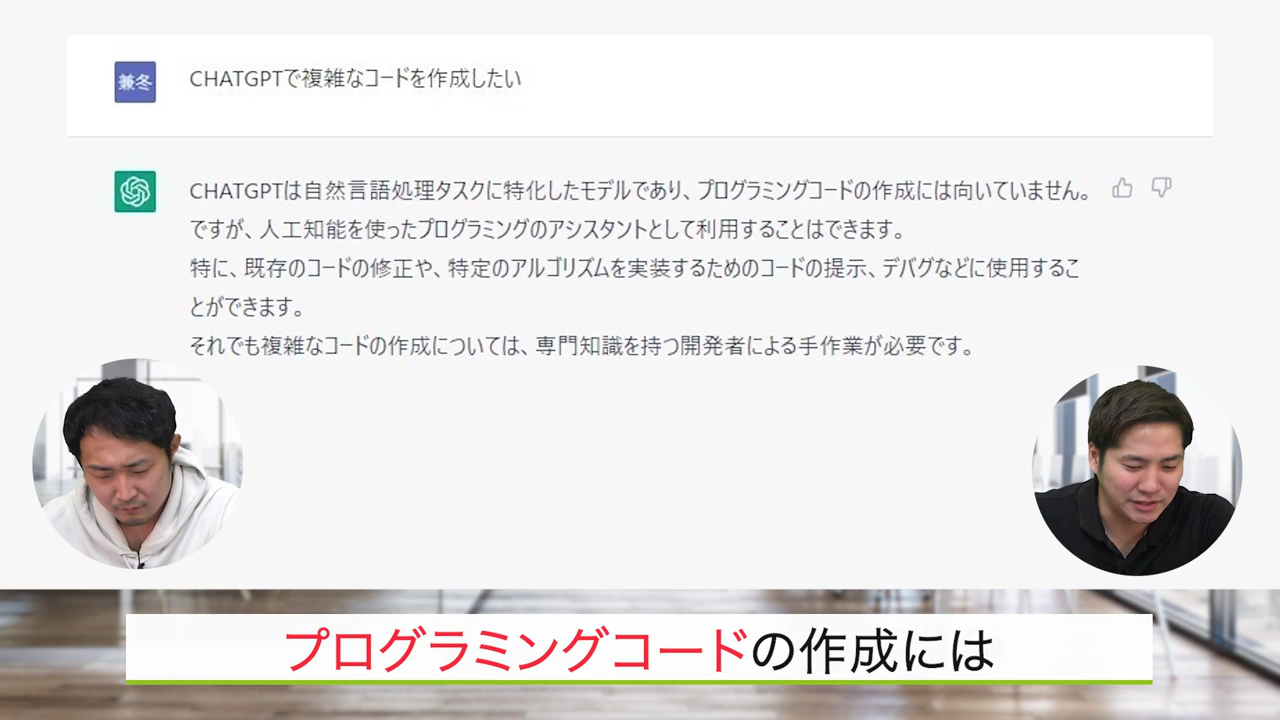 兼冬
CHATGPTで複雑なコードを作成したい
CHATGPTは自然言語処理タスクに特化したモデルであり、プログラミングコードの作成には向いていません。
ですが、人工知能を使ったプログラミングのアシスタントとして利用することはできます。
特に、既存のコードの修正や、特定のアルゴリズムを実装するためのコードの提示、デバグなどに使用するこ
とができます。
それでも複雑なコードの作成については、専門知識を持つ開発者による手作業が必要です。
プログラミングコードの作成には